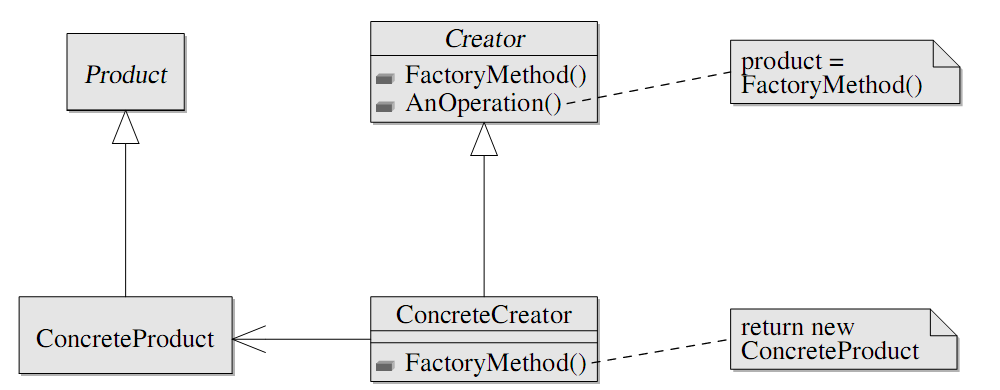 Product
Creator
FactoryMethod()
AnOperation()
product =
FactoryMethod()
ConcreteProduct
ConcreteCreator
FactoryMethod()
return new
ConcreteProduct